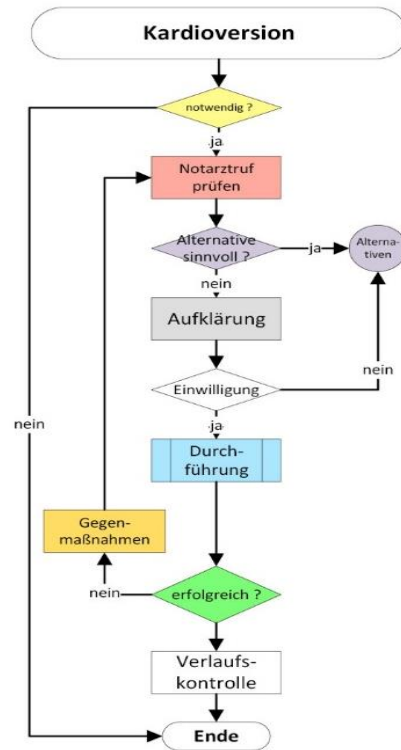 Kardioversion
notwendig ?
ja
Notarztruf
prüfen
Alternative
sinnvoll ?
ja
Alterna-
tiven
nein
Aufklärung
nein
Einwilligung
ja
nein
Durch-
führung
Gegen-
maßnahmen
erfolgreich ?
nein
Verlaufs-
kontrolle
Ende